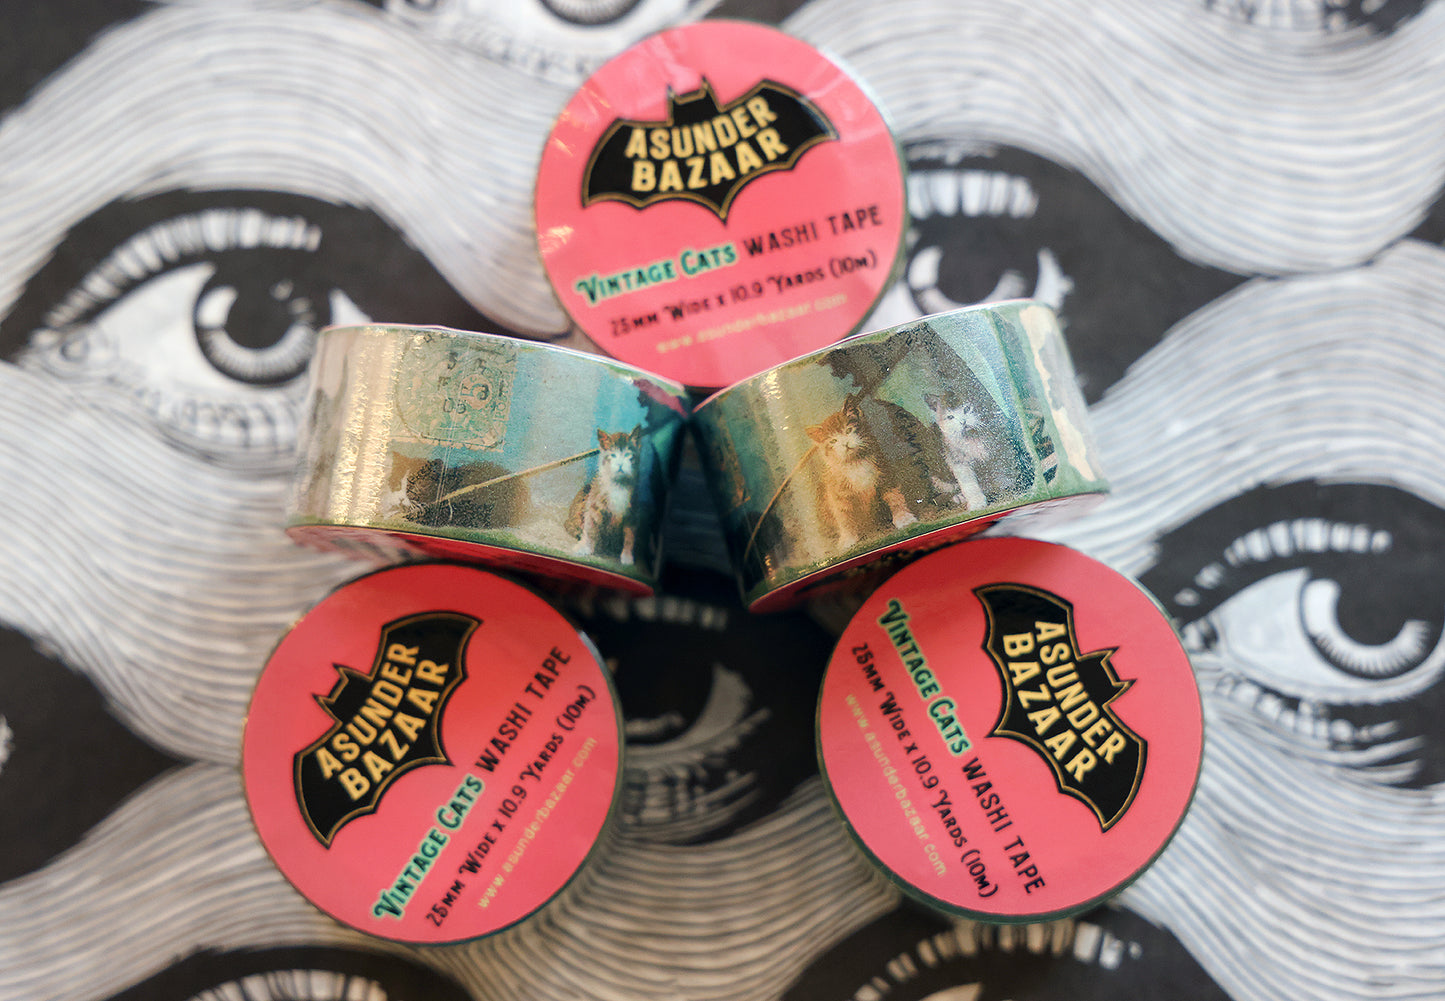 ASUNDER
BAZAAR
VINTAGE CATS WASHI TAPE
25MM WIDE X 10.9 YARDS (10M)
www.asunderbazaar.com
ASUNDER
BAZAAR
VINTAGE CATS WASHI TAPE
25MM WIDE X 10.9 YARDS (10M)
www.asunderbazaar.com
ASUNDER
BAZAAR
VINTAGE CATS WASHI TAPE
25MM WIDE X 10.9 YARDS (10M)
www.asunderbazaar.com